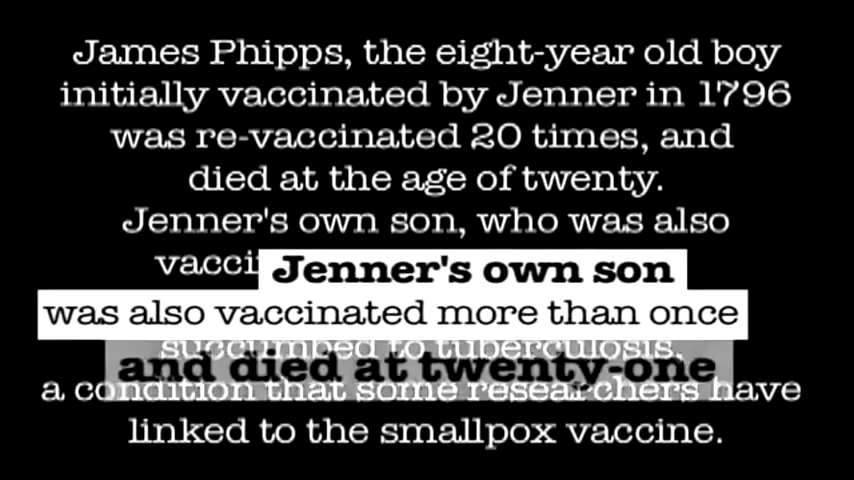 James Phipps, the eight-year old boy
initially vaccinated by Jenner in 1796
was re-vaccinated 20 times, and
died at the age of twenty.
Jenner's own son, who was also
vacci
Jenner's own son
was also vaccinated more than once
succumbed to tuberculosis,
and died at twenty-one
a condition that some researchers have
linked to the smallpox vaccine.